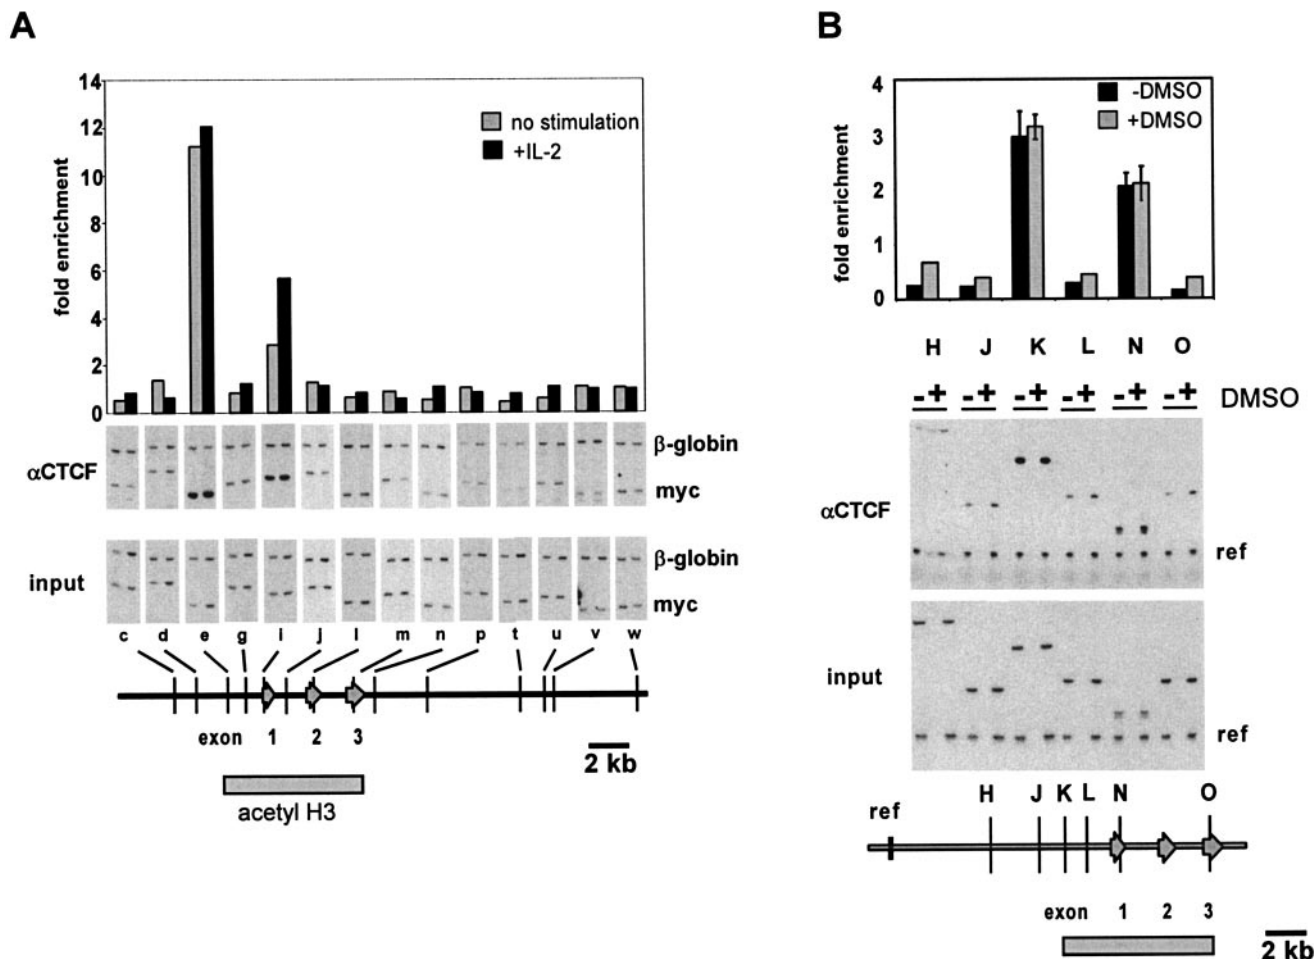 A
14
12
10
8
6
4
2
0
fold enrichment
no stimulation
+IL-2
αCTCF
β-globin
myc
input
β-globin
myc
c d e g i j l m n p t u v w
exon 1 2 3
2 kb
acetyl H3
B
4
3
2
1
0
fold enrichment
-DMSO
+DMSO
H J K L N O
- + - + - + - + - + - + DMSO
αCTCF
ref
input
ref
H J K L N O
ref
exon 1 2 3
2 kb